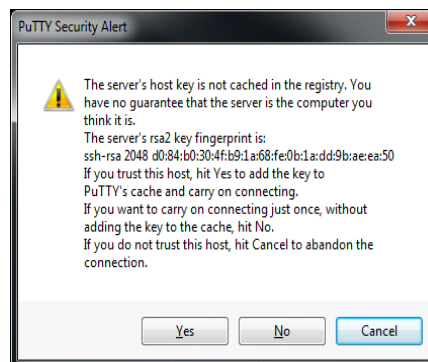 PuTTY Security Alert
The server's host key is not cached in the registry. You
have no guarantee that the server is the computer you
think it is.
The server's rsa2 key fingerprint is:
ssh-rsa 2048 d0:84:b0:30:4f:b9:1a:68:fe:0b:1a:dd:9b:ae:ea:50
If you trust this host, hit Yes to add the key to
PuTTY's cache and carry on connecting.
If you want to carry on connecting just once, without
adding the key to the cache, hit No.
If you do not trust this host, hit Cancel to abandon the
connection.
Yes No Cancel